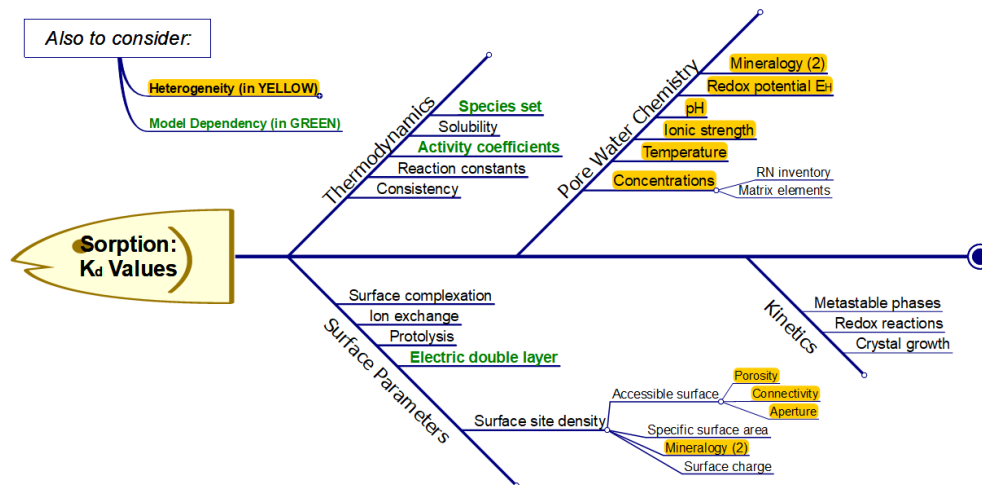 Also to consider:
Heterogeneity (in YELLOW)
Model Dependency (in GREEN)
Thermodynamics
Species set
Solubility
Activity coefficients
Reaction constants
Consistency
Pore Water Chemistry
Mineralogy (2)
Redox potential EH
pH
Ionic strength
Temperature
Concentrations
RN inventory
Matrix elements
Sorption:
Kd Values
Surface Parameters
Surface complexation
Ion exchange
Protolysis
Electric double layer
Surface site density
Accessible surface
Porosity
Connectivity
Aperture
Specific surface area
Mineralogy (2)
Surface charge
Kinetics
Metastable phases
Redox reactions
Crystal growth